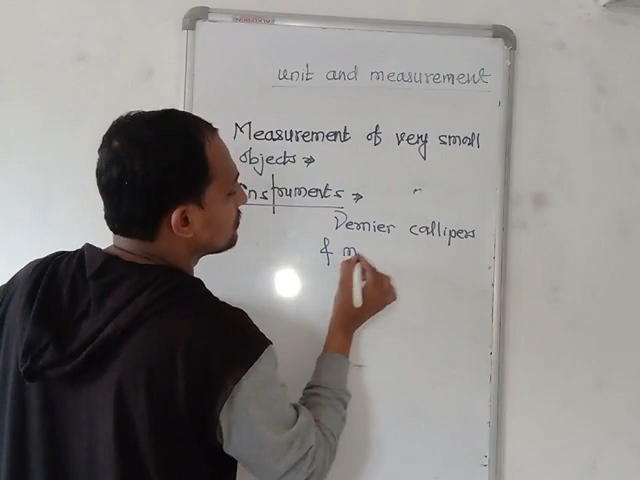 unit and measurement
Measurement of very small
objects →
Instruments →
Vernier callipers
& m